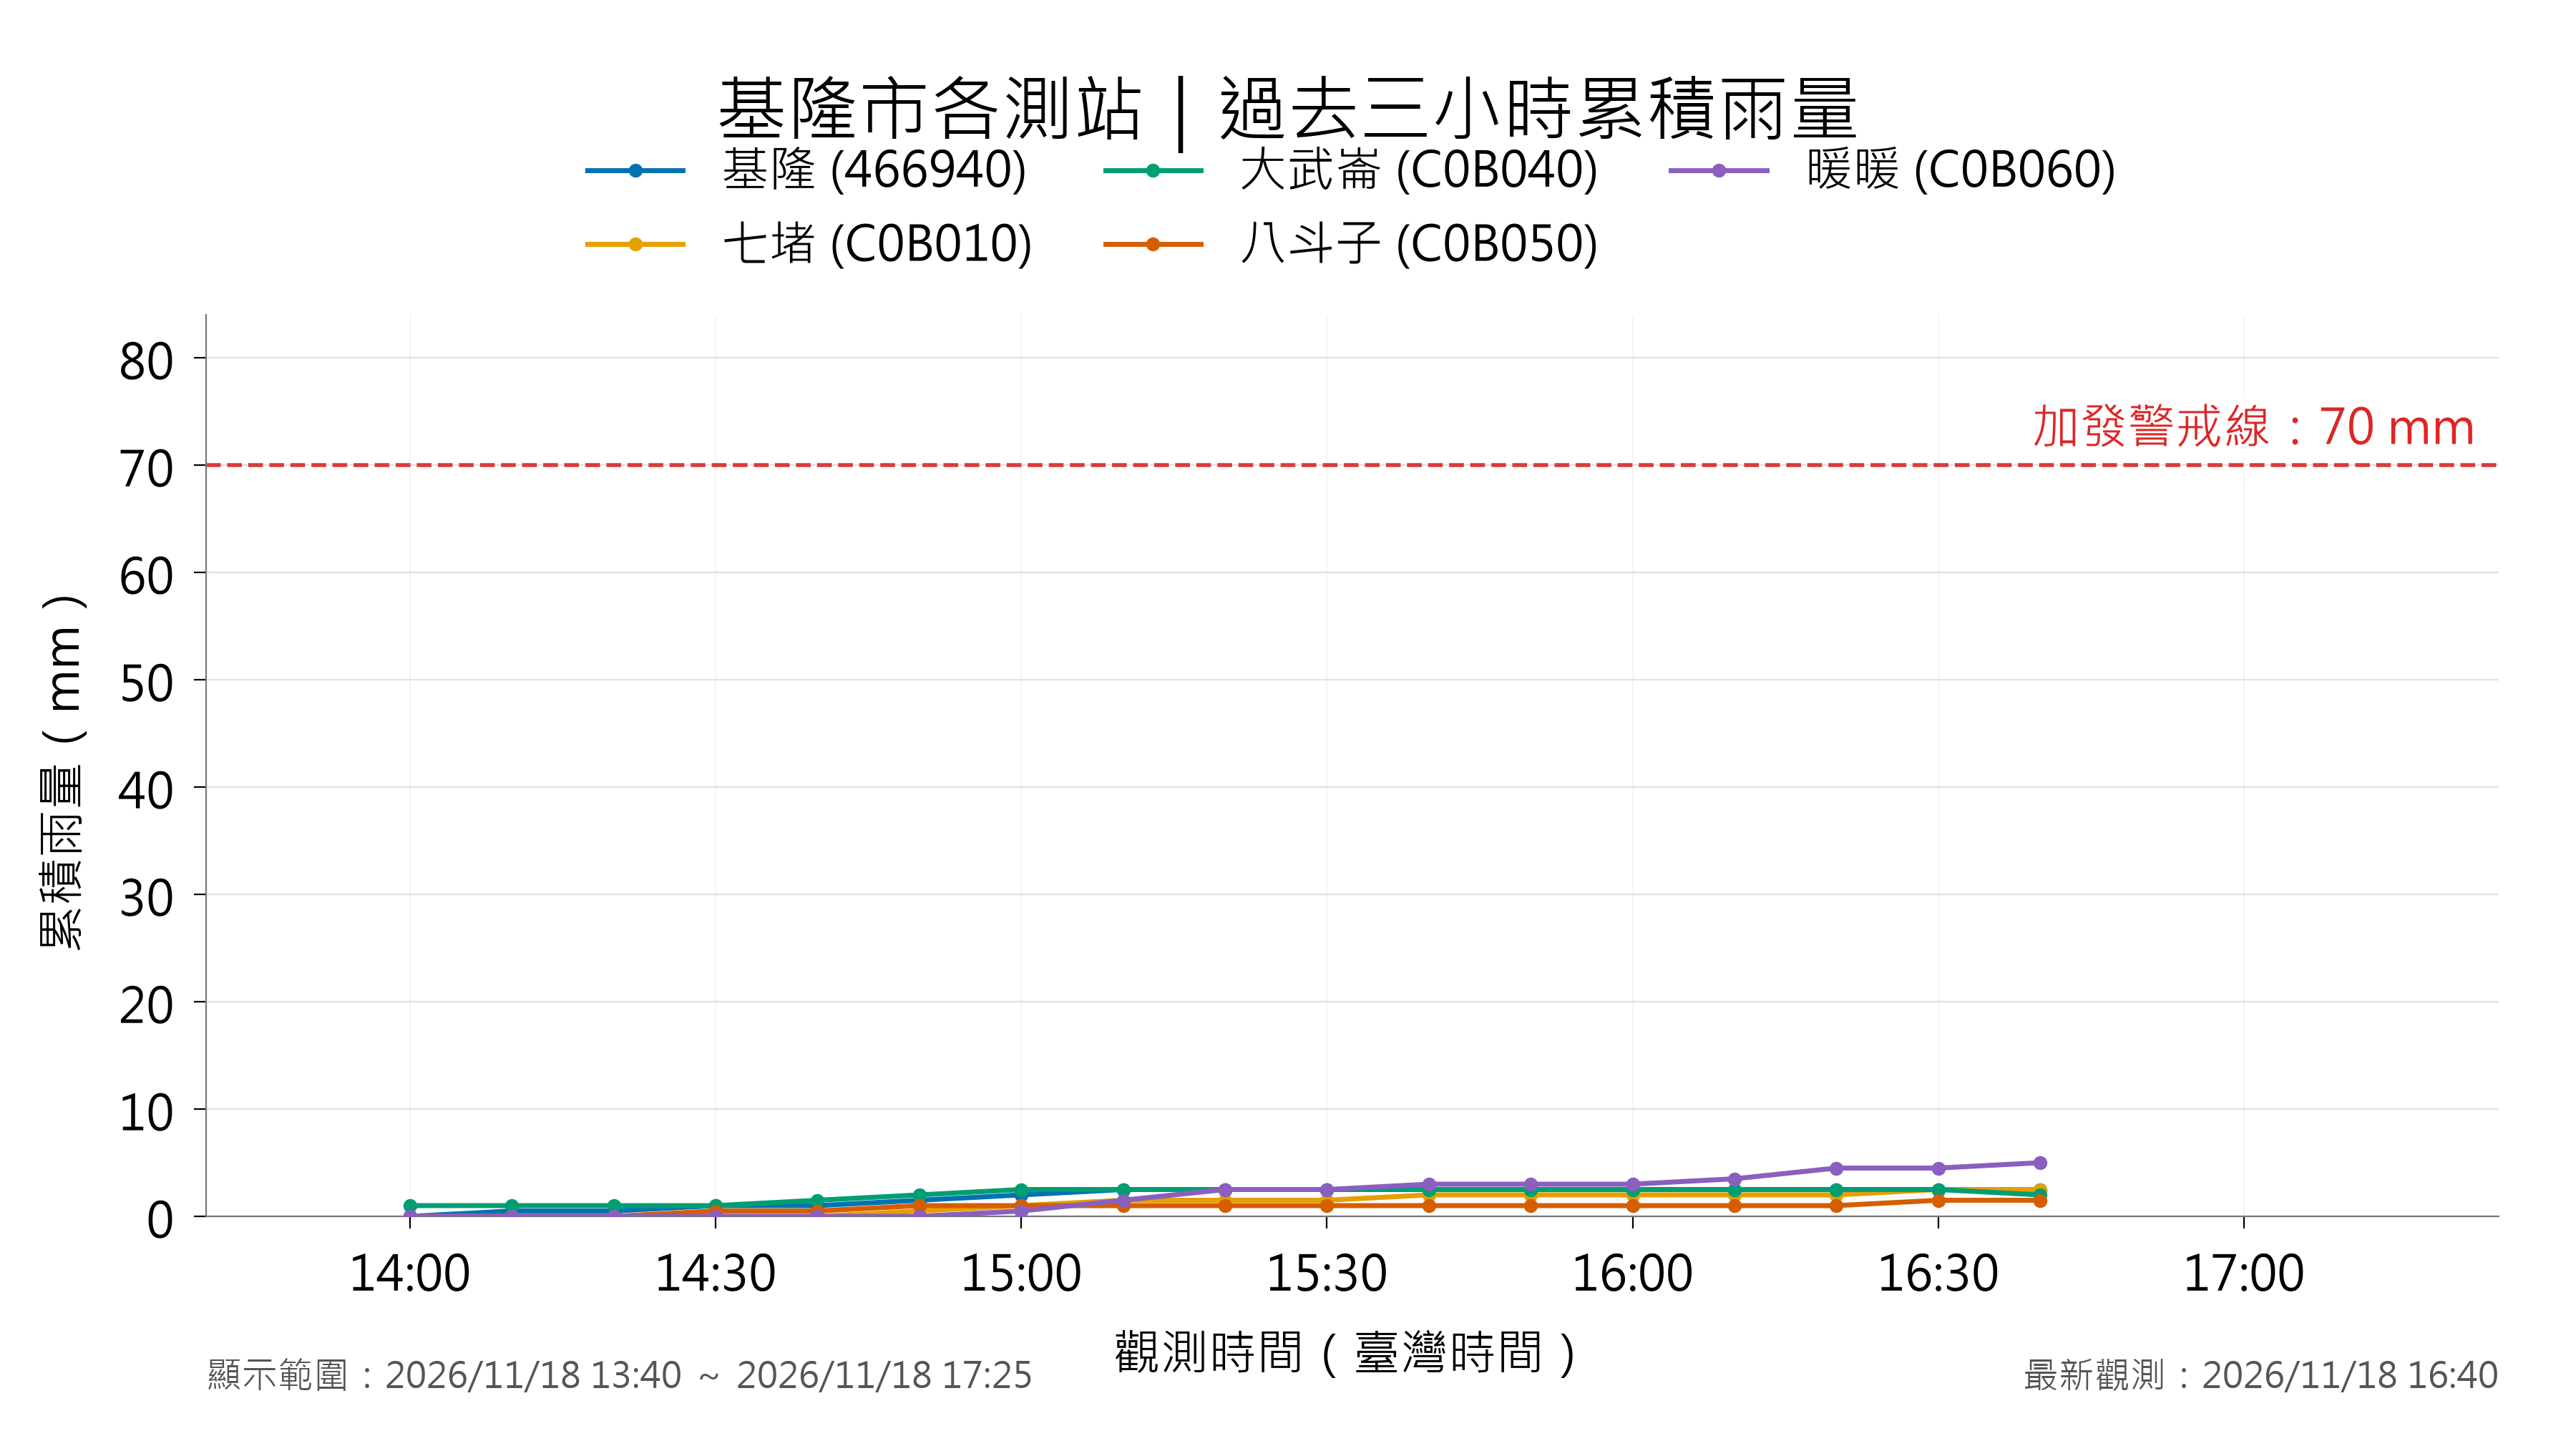 基隆市各測站｜過去三小時累積雨量
基隆 (466940)
大武崙 (C0B040)
暖暖 (C0B060)
七堵 (C0B010)
八斗子 (C0B050)
80
加發警戒線：70 mm
70
60
50
40
30
20
10
0
累積雨量（mm）
14:00 14:30 15:00 15:30 16:00 16:30 17:00
觀測時間（臺灣時間）
顯示範圍：2026/11/18 13:40 ~ 2026/11/18 17:25
最新觀測：2026/11/18 16:40